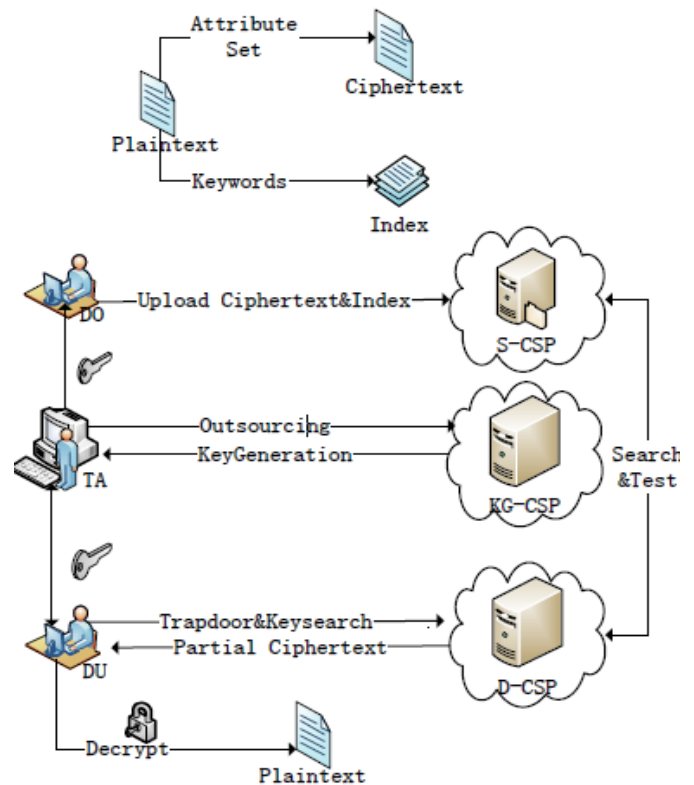 Attribute
Set
Ciphertext
Plaintext
Keywords
Index
DO
Upload Ciphertext&Index
S-CSP
Outsourcing
KeyGeneration
TA
KG-CSP
Search
&Test
Trapdoor&Keysearch
Partial Ciphertext
DU
D-CSP
Decrypt
Plaintext